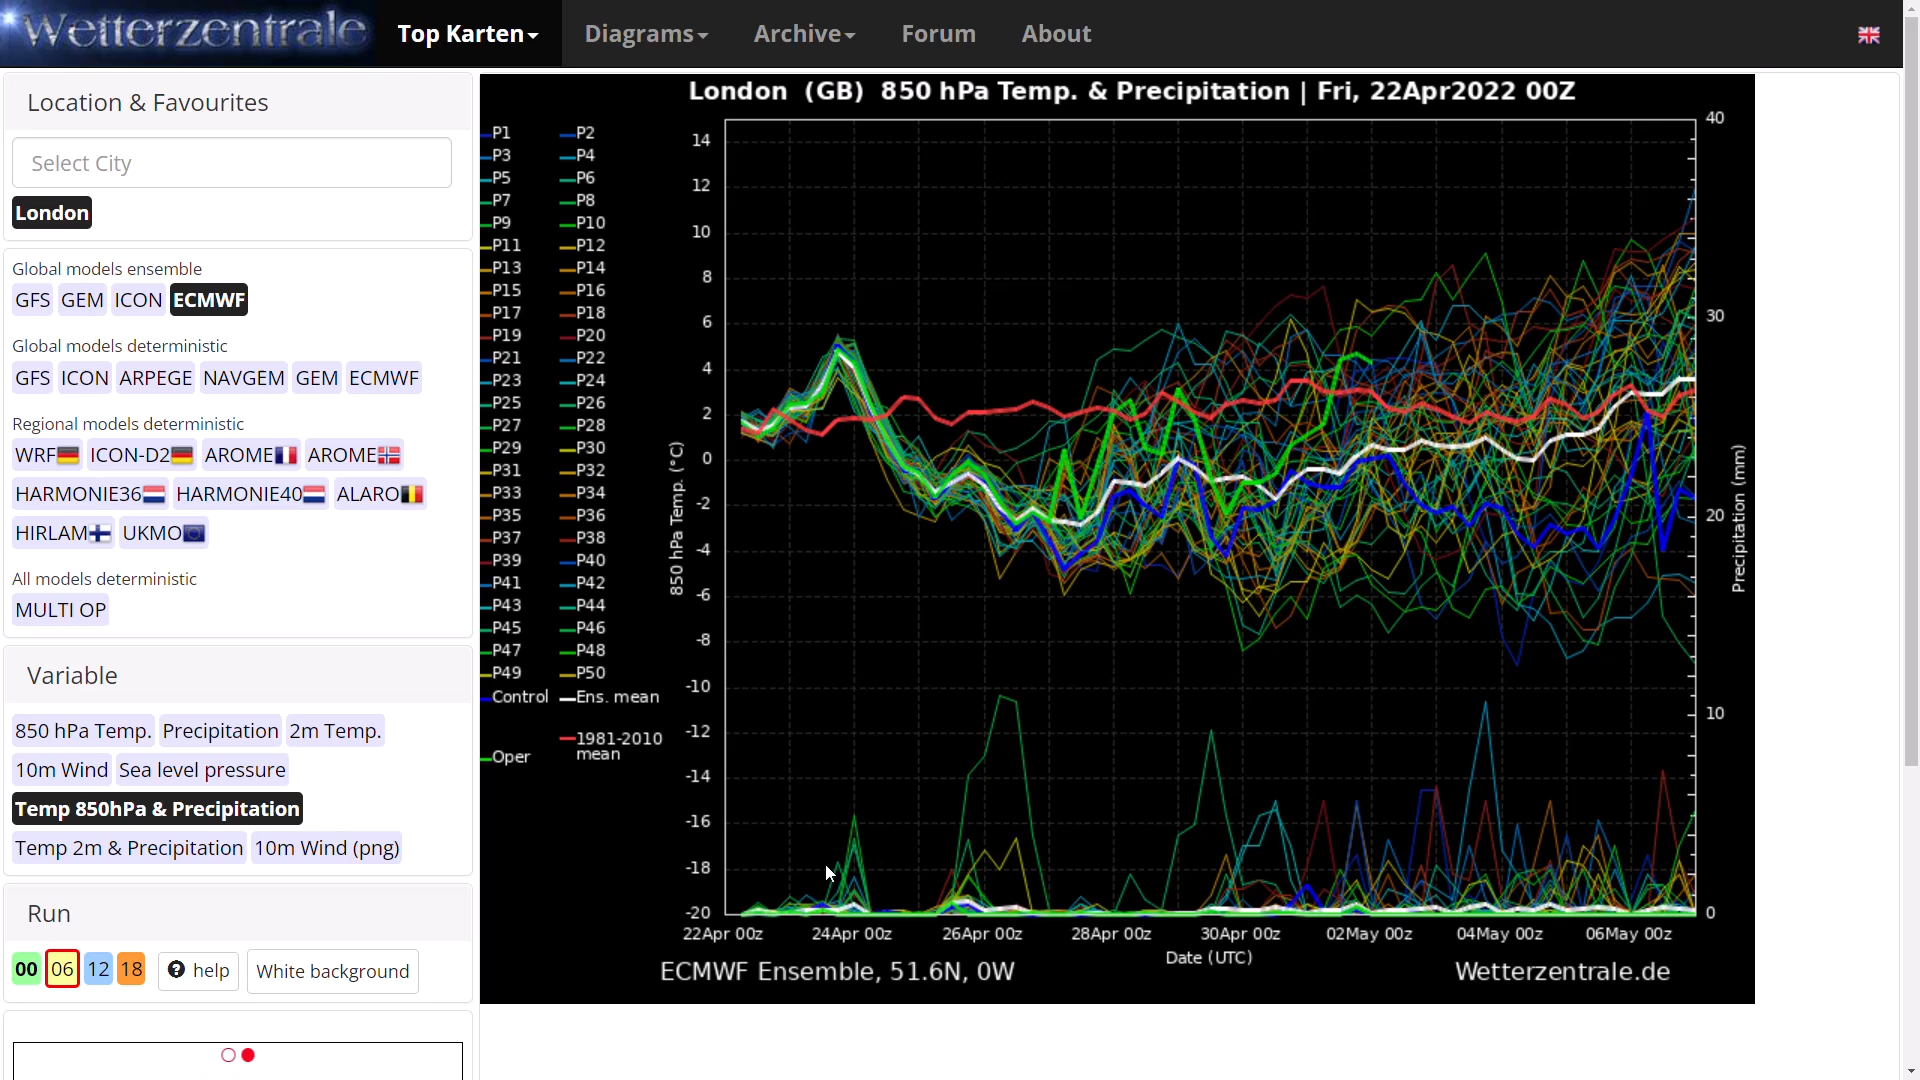 Wetterzentrale Top Karten Diagrams Archive Forum About
Location & Favourites
Select City
London
Global models ensemble
GFS GEM ICON ECMWF
Global models deterministic
GFS ICON ARPEGE NAVGEM GEM ECMWF
Regional models deterministic
WRF ICON-D2 AROME AROME
HARMONIE36 HARMONIE40 ALARO
HIRLAM UKMO
All models deterministic
MULTI OP
Variable
850 hPa Temp. Precipitation 2m Temp.
10m Wind Sea level pressure
Temp 850hPa & Precipitation
Temp 2m & Precipitation 10m Wind (png)
Run
00 06 12 18 help White background
London (GB) 850 hPa Temp. & Precipitation | Fri, 22Apr2022 00Z
P1 P2
P3 P4
P5 P6
P7 P8
P9 P10
P11 P12
P13 P14
P15 P16
P17 P18
P19 P20
P21 P22
P23 P24
P25 P26
P27 P28
P29 P30
P31 P32
P33 P34
P35 P36
P37 P38
P39 P40
P41 P42
P43 P44
P45 P46
P47 P48
P49 P50
Control Ens. mean
1981-2010
mean
Oper
850 hPa Temp. (°C)
14
12
10
8
6
4
2
0
-2
-4
-6
-8
-10
-12
-14
-16
-18
-20
40
30
20
10
0
Precipitation (mm)
22Apr 00z 24Apr 00z 26Apr 00z 28Apr 00z 30Apr 00z 02May 00z 04May 00z 06May 00z
Date (UTC)
ECMWF Ensemble, 51.6N, 0W Wetterzentrale.de